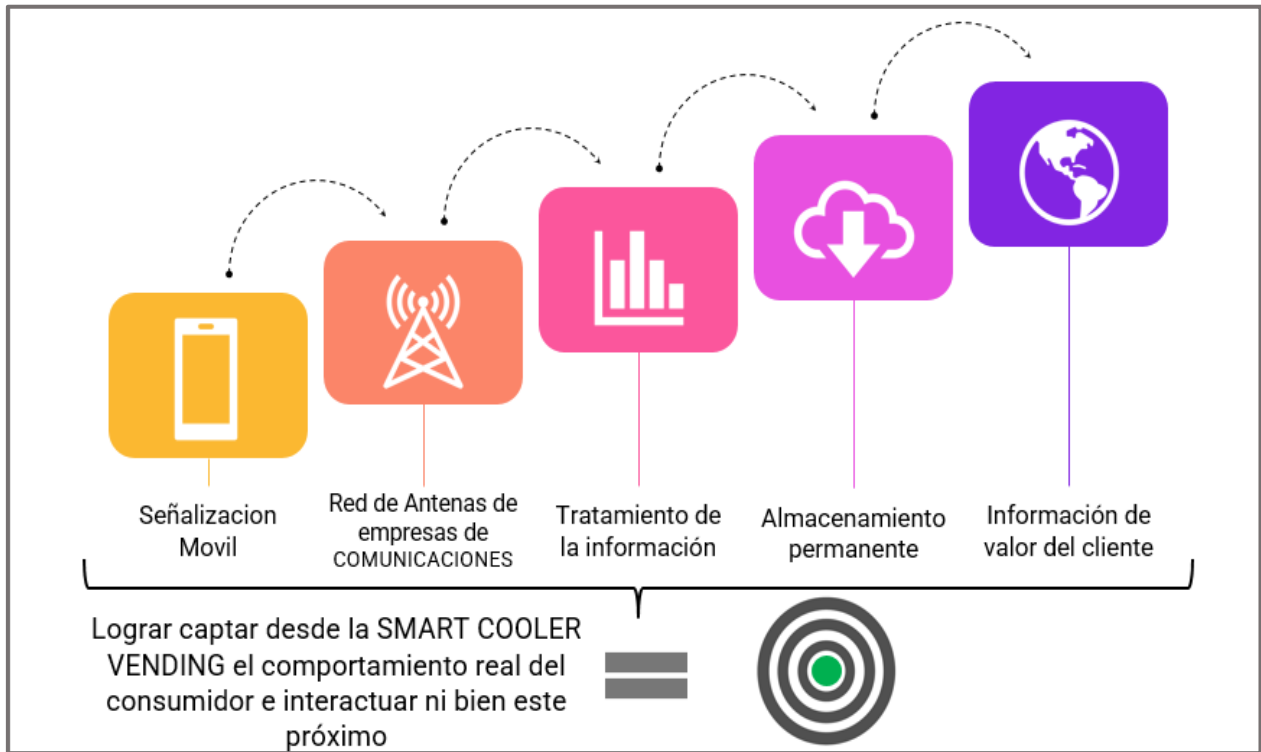 Señalizacion
Movil
Red de Antenas de
empresas de
COMUNICACIONES
Tratamiento de
la información
Almacenamiento
permanente
Información de
valor del cliente
Lograr captar desde la SMART COOLER
VENDING el comportamiento real del
consumidor e interactuar ni bien este
próximo